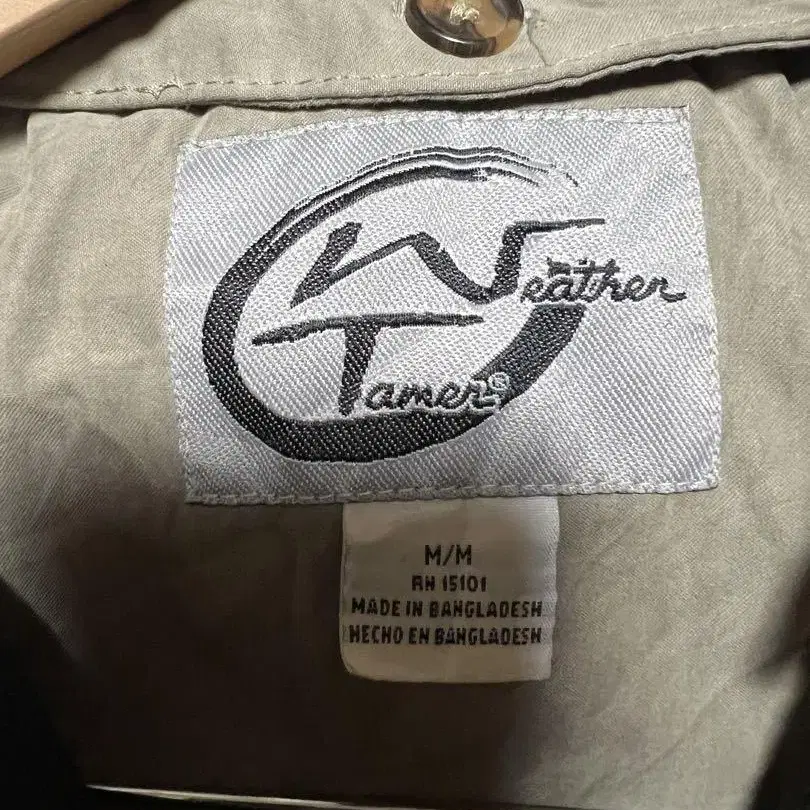 Weather
Tamer®
M/M
RN 15101
MADE IN BANGLADESH
HECHO EN BANGLADESH